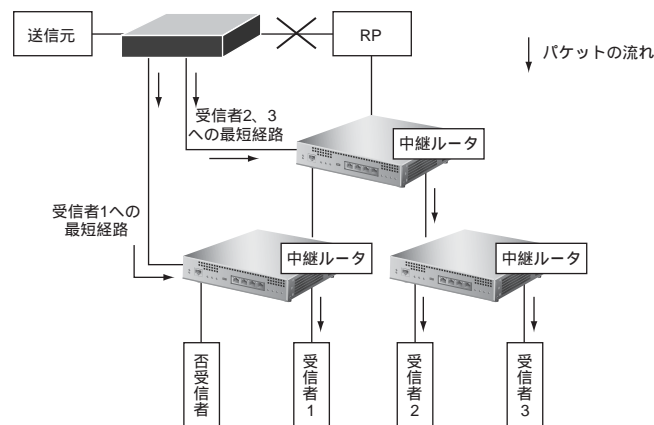 送信元
RP
パケットの流れ
受信者2、3
への最短経路
中継ルータ
受信者1への
最短経路
中継ルータ
中継ルータ
否受信者
受信者1
受信者2
受信者3